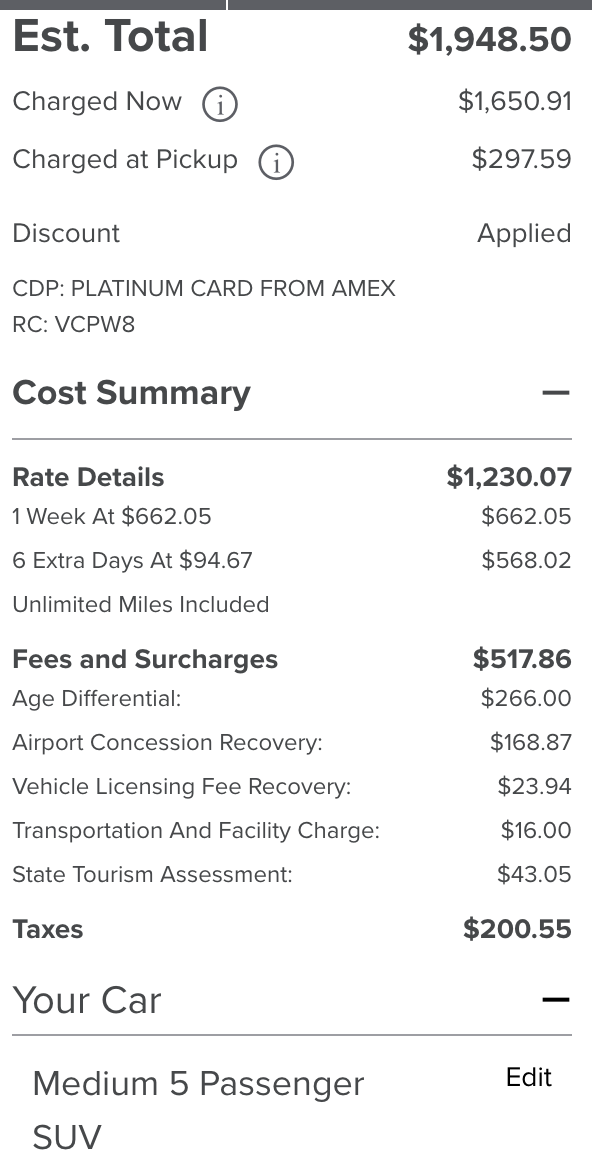 Est. Total $1,948.50
Charged Now i $1,650.91
Charged at Pickup i $297.59
Discount Applied
CDP: PLATINUM CARD FROM AMEX
RC: VCPW8
Cost Summary —
Rate Details $1,230.07
1 Week At $662.05 $662.05
6 Extra Days At $94.67 $568.02
Unlimited Miles Included
Fees and Surcharges $517.86
Age Differential: $266.00
Airport Concession Recovery: $168.87
Vehicle Licensing Fee Recovery: $23.94
Transportation And Facility Charge: $16.00
State Tourism Assessment: $43.05
Taxes $200.55
Your Car —
Medium 5 Passenger Edit
SUV